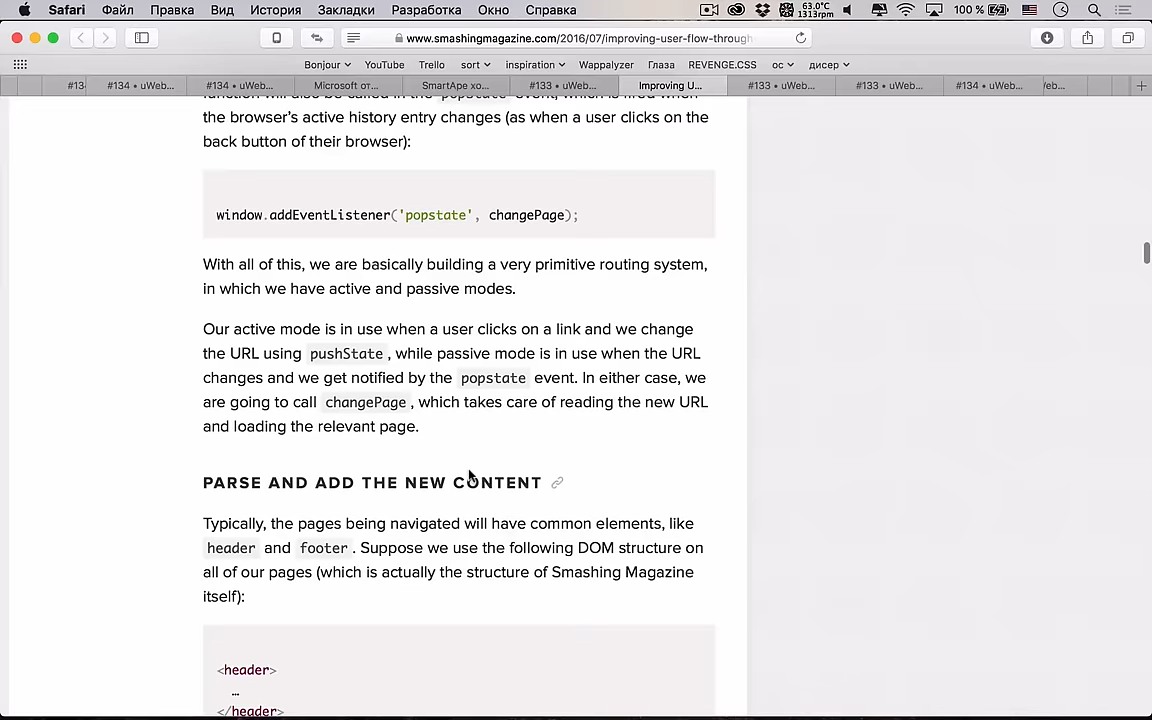 Safari Файл Правка Вид История Закладки Разработка Окно Справка 63.0°C 1313rpm 100 %
www.smashingmagazine.com/2016/07/improving-user-flow-through-
Bonjour YouTube Trello sort inspiration Wappalyzer Глаза REVENGE.CSS ос дисер
#13 #134 • uWeb... #134 • uWeb... Microsoft от... SmartApe хо... #133 • uWeb... Improving U... #133 • uWeb... #133 • uWeb... #134 • uWeb... /eb...
function will also be called in the popstate event, which is fired when
the browser’s active history entry changes (as when a user clicks on the
back button of their browser):
window.addEventListener('popstate', changePage);
With all of this, we are basically building a very primitive routing system,
in which we have active and passive modes.
Our active mode is in use when a user clicks on a link and we change
the URL using pushState, while passive mode is in use when the URL
changes and we get notified by the popstate event. In either case, we
are going to call changePage, which takes care of reading the new URL
and loading the relevant page.
PARSE AND ADD THE NEW CONTENT
Typically, the pages being navigated will have common elements, like
header and footer. Suppose we use the following DOM structure on
all of our pages (which is actually the structure of Smashing Magazine
itself):
<header>
…
</header>